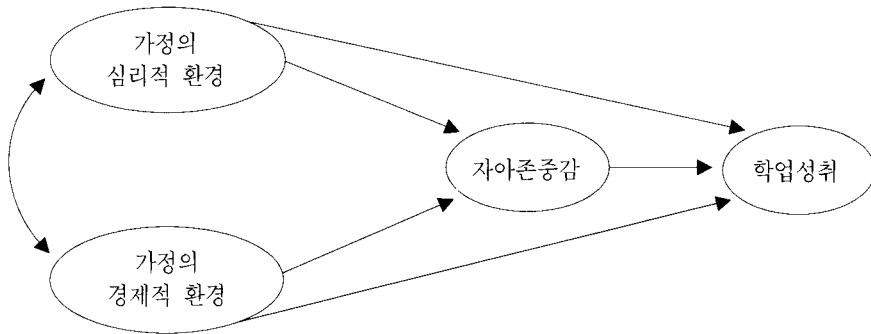 가정의
심리적 환경
자아존중감
학업성취
가정의
경제적 환경